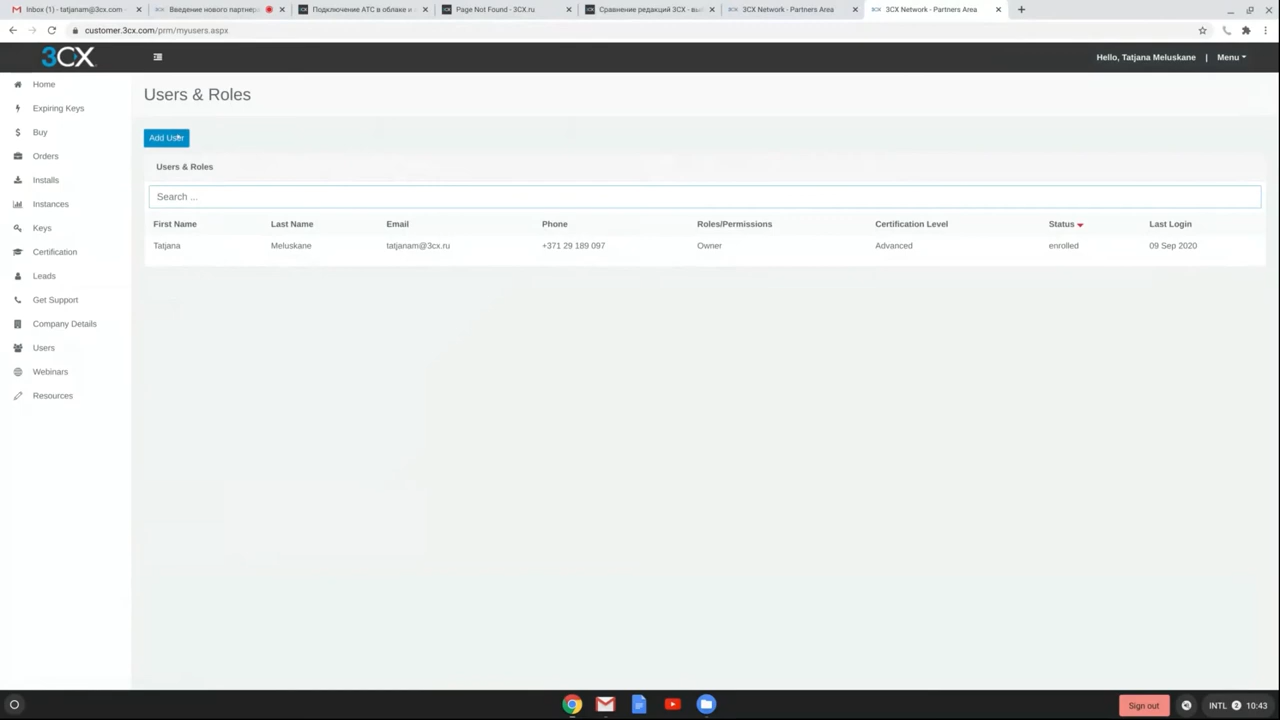 Inbox (1) - tatjanam@3cx.com
Введение нового партнера
Подключение АТС в облаке и
Page Not Found - 3CX.ru
Сравнение редакций 3CX - вы
3CX Network - Partners Area
3CX Network - Partners Area
customer.3cx.com/prm/myusers.aspx
3CX
Hello, Tatjana Meluskane | Menu
Home
Expiring Keys
Buy
Orders
Installs
Instances
Keys
Certification
Leads
Get Support
Company Details
Users
Webinars
Resources
Users & Roles
Add User
Users & Roles
Search ...
First Name Last Name Email Phone Roles/Permissions Certification Level Status Last Login
Tatjana Meluskane tatjanam@3cx.ru +371 29 189 097 Owner Advanced enrolled 09 Sep 2020
Sign out INTL 2 10:43